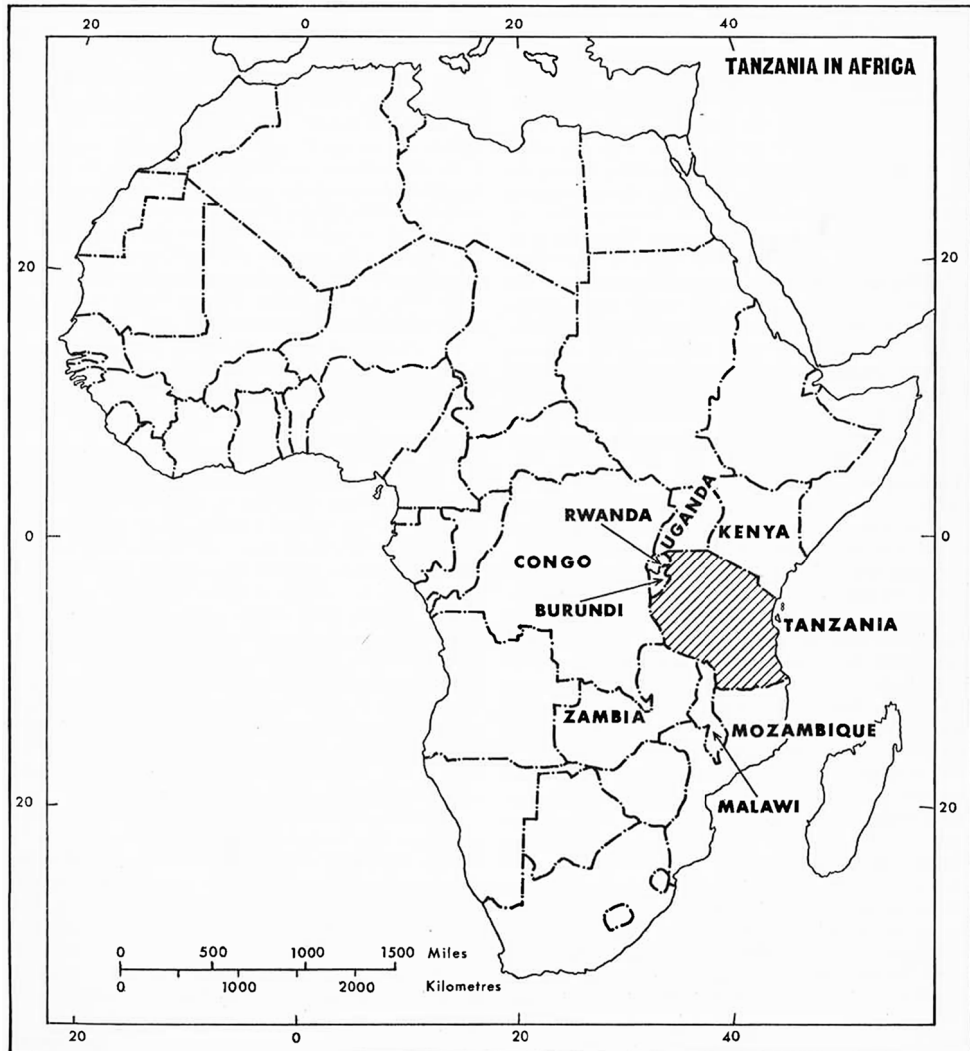 20 0 20 40
TANZANIA IN AFRICA
20 20
UGANDA
RWANDA
KENYA
0 0
CONGO
BURUNDI
TANZANIA
ZAMBIA
MOZAMBIQUE
MALAWI
20 20
0 500 1000 1500 Miles
0 1000 2000 Kilometres
20 0 20 40